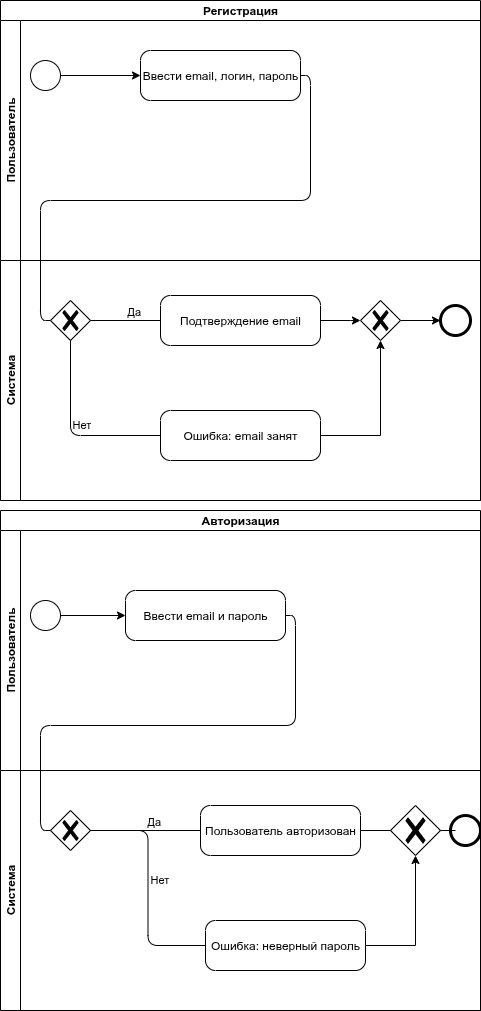 Регистрация
Пользователь
Ввести email, логин, пароль
Система
Да
Подтверждение email
Нет
Ошибка: email занят
Авторизация
Пользователь
Ввести email и пароль
Система
Да
Пользователь авторизован
Нет
Ошибка: неверный пароль